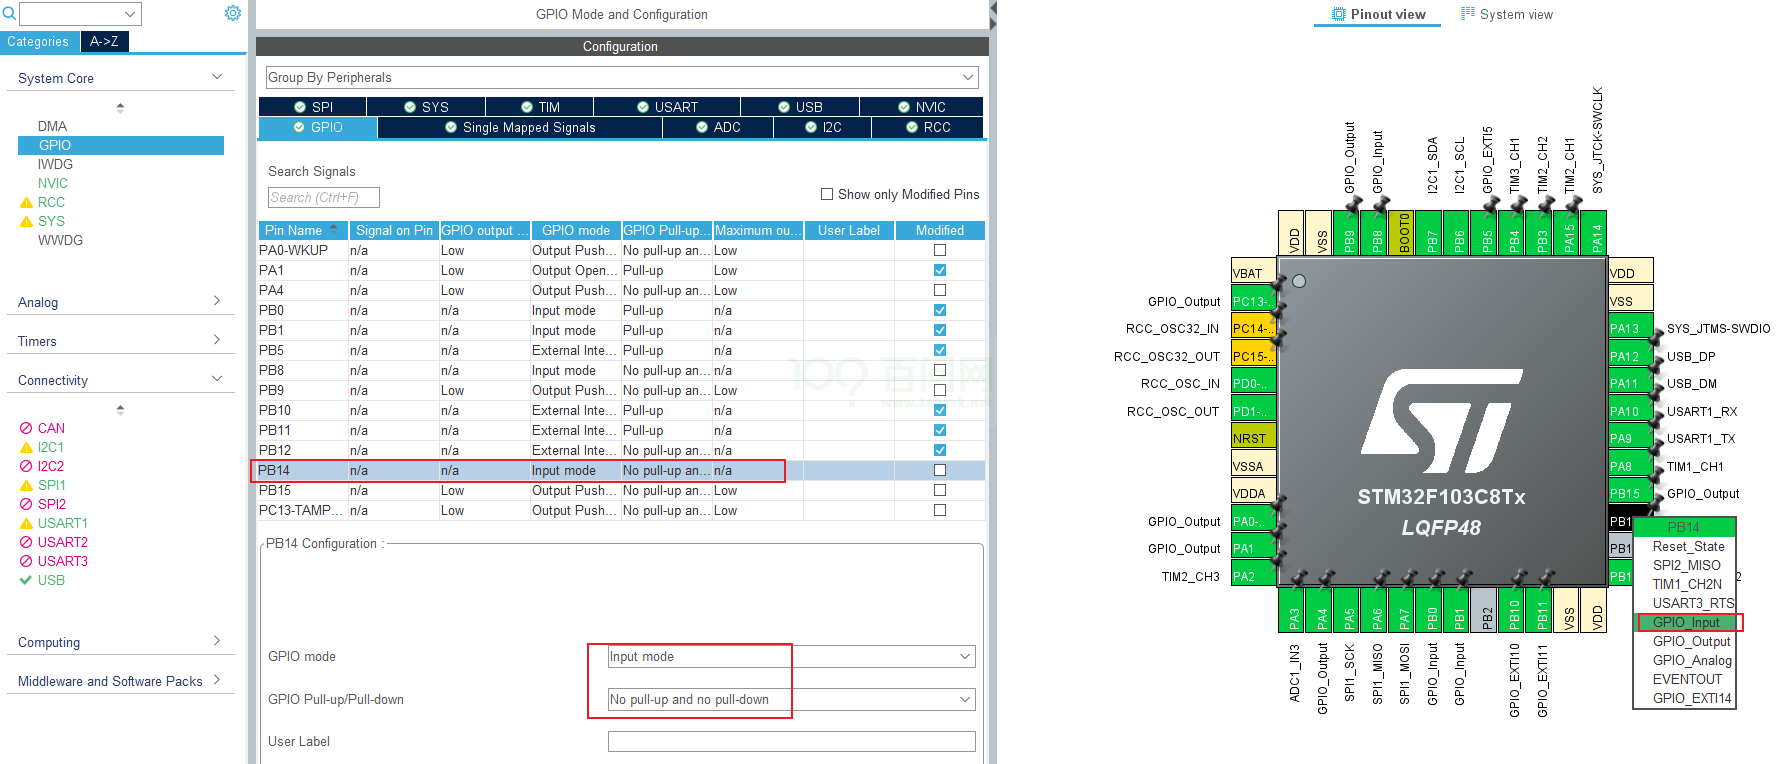 GPIO Mode and Configuration
Pinout view
System view
Categories
A->Z
Configuration
System Core
Group By Peripherals
SPI
SYS
TIM
USART
USB
NVIC
GPIO
Single Mapped Signals
ADC
I2C
RCC
DMA
GPIO
IWDG
NVIC
RCC
SYS
WWDG
Analog
Timers
Connectivity
CAN
I2C1
I2C2
SPI1
SPI2
USART1
USART2
USART3
USB
Computing
Middleware and Software Packs
Search Signals
Search (Ctrl+F)
Show only Modified Pins
Pin Name Signal on Pin GPIO output ... GPIO mode GPIO Pull-up... Maximum ou... User Label Modified
PA0-WKUP n/a Low Output Push... No pull-up an... Low
PA1 n/a Low Output Open... Pull-up Low
PA4 n/a Low Output Push... No pull-up an... Low
PB0 n/a n/a Input mode Pull-up n/a
PB1 n/a n/a Input mode Pull-up n/a
PB5 n/a n/a External Inte... Pull-up n/a
PB8 n/a n/a Input mode No pull-up an... n/a
PB9 n/a Low Output Push... No pull-up an... Low
PB10 n/a n/a External Inte... Pull-up n/a
PB11 n/a n/a External Inte... Pull-up n/a
PB12 n/a n/a External Inte... No pull-up an... n/a
PB14 n/a n/a Input mode No pull-up an... n/a
PB15 n/a Low Output Push... No pull-up an... Low
PC13-TAMP... n/a Low Output Push... No pull-up an... Low
100 百问网
PB14 Configuration :
GPIO mode
Input mode
GPIO Pull-up/Pull-down
No pull-up and no pull-down
User Label
GPIO_Output
GPIO_Input
I2C1_SDA
I2C1_SCL
GPIO_EXTI5
TIM3_CH1
TIM2_CH2
TIM2_CH1
SYS_JTCK-SWCLK
VDD
VSS
PB9
PB8
BOOT0
PB7
PB6
PB5
PB4
PB3
PA15
PA14
VBAT
GPIO_Output PC13-..
RCC_OSC32_IN PC14-..
RCC_OSC32_OUT PC15-..
RCC_OSC_IN PD0-..
RCC_OSC_OUT PD1-..
NRST
VSSA
VDDA
GPIO_Output PA0-..
GPIO_Output PA1
TIM2_CH3 PA2
STM32F103C8Tx
LQFP48
VDD
VSS
PA13 SYS_JTMS-SWDIO
PA12 USB_DP
PA11 USB_DM
PA10 USART1_RX
PA9 USART1_TX
PA8 TIM1_CH1
PB15 GPIO_Output
PB1
PB1
PB1
2
PB14
Reset_State
SPI2_MISO
TIM1_CH2N
USART3_RTS
GPIO_Input
GPIO_Output
GPIO_Analog
EVENTOUT
GPIO_EXTI14
PA3
PA4
PA5
PA6
PA7
PB0
PB1
PB2
PB10
PB11
VSS
VDD
ADC1_IN3
GPIO_Output
SPI1_SCK
SPI1_MISO
SPI1_MOSI
GPIO_Input
GPIO_Input
GPIO_EXTI10
GPIO_EXTI11